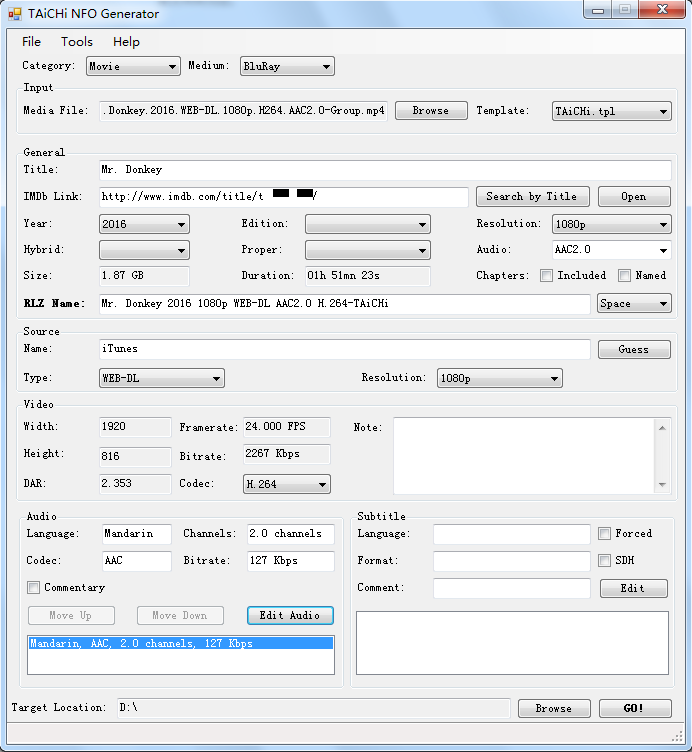 TAiCHi NFO Generator
File Tools Help
Category: Movie Medium: BluRay
Input
Media File: .Donkey.2016.WEB-DL.1080p.H264.AAC2.0-Group.mp4 Browse Template: TAiCHi.tpl
General
Title: Mr. Donkey
IMDb Link: http://www.imdb.com/title/t / Search by Title Open
Year: 2016 Edition: Resolution: 1080p
Hybrid: Proper: Audio: AAC2.0
Size: 1.87 GB Duration: 01h 51mn 23s Chapters: Included Named
RLZ Name: Mr. Donkey 2016 1080p WEB-DL AAC2.0 H.264-TAiCHi Space
Source
Name: iTunes Guess
Type: WEB-DL Resolution: 1080p
Video
Width: 1920 Framerate: 24.000 FPS Note:
Height: 816 Bitrate: 2267 Kbps
DAR: 2.353 Codec: H.264
Audio
Language: Mandarin Channels: 2.0 channels
Codec: AAC Bitrate: 127 Kbps
Commentary
Move Up Move Down Edit Audio
Mandarin, AAC, 2.0 channels, 127 Kbps
Subtitle
Language: Forced
Format: SDH
Comment: Edit
Target Location: D:\ Browse GO!